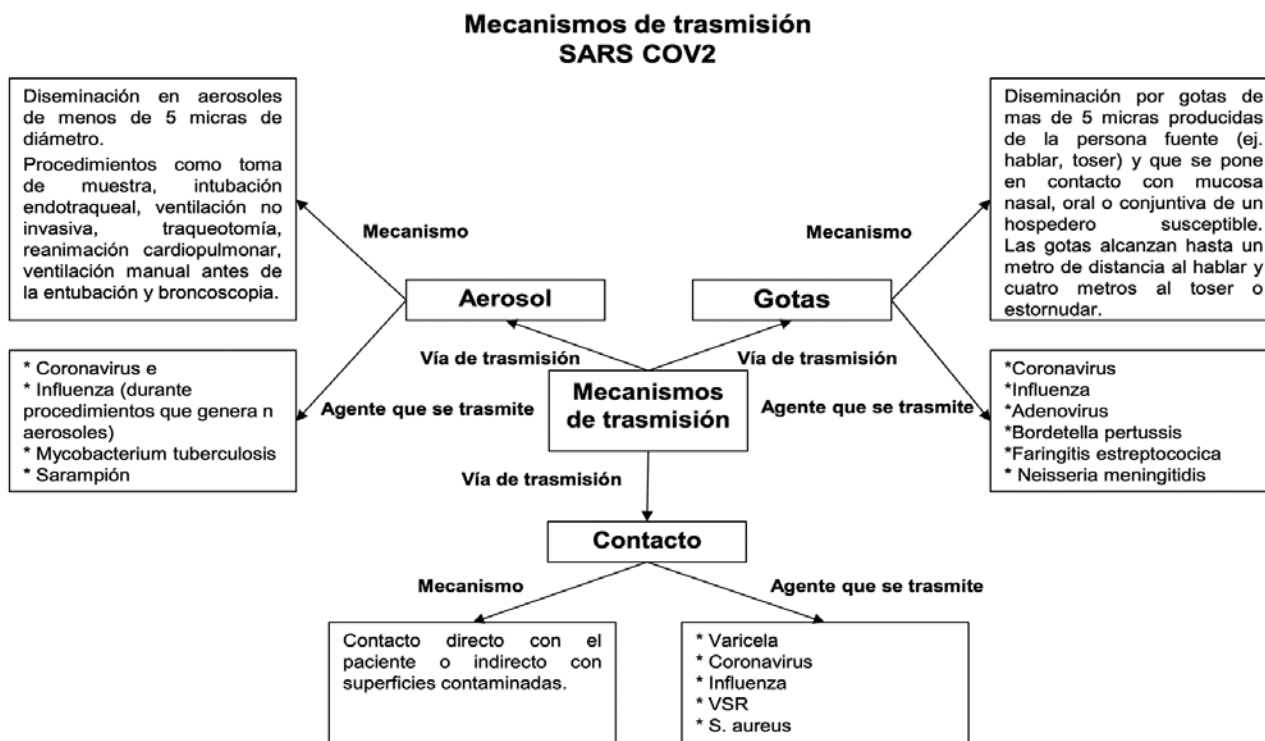 Mecanismos de trasmisión
SARS COV2
Diseminación en aerosoles
de menos de 5 micras de
diámetro.
Procedimientos como toma
de muestra, intubación
endotraqueal, ventilación no
invasiva, traqueotomía,
reanimación cardiopulmonar,
ventilación manual antes de
la entubación y broncoscopia.
Diseminación por gotas de
mas de 5 micras producidas
de la persona fuente (ej.
hablar, toser) y que se pone
en contacto con mucosa
nasal, oral o conjuntiva de un
hospedero susceptible.
Las gotas alcanzan hasta un
metro de distancia al hablar y
cuatro metros al toser o
estornudar.
Mecanismo
Mecanismo
Aerosol
Gotas
Vía de trasmisión
Vía de trasmisión
* Coronavirus e
* Influenza (durante
procedimientos que genera n
aerosoles)
* Mycobacterium tuberculosis
* Sarampión
Agente que se trasmite
Mecanismos
de trasmisión
Agente que se trasmite
*Coronavirus
*Influenza
*Adenovirus
*Bordetella pertussis
*Faringitis estreptococica
* Neisseria meningitidis
Vía de trasmisión
Contacto
Mecanismo
Agente que se trasmite
Contacto directo con el
paciente o indirecto con
superficies contaminadas.
* Varicela
* Coronavirus
* Influenza
* VSR
* S. aureus